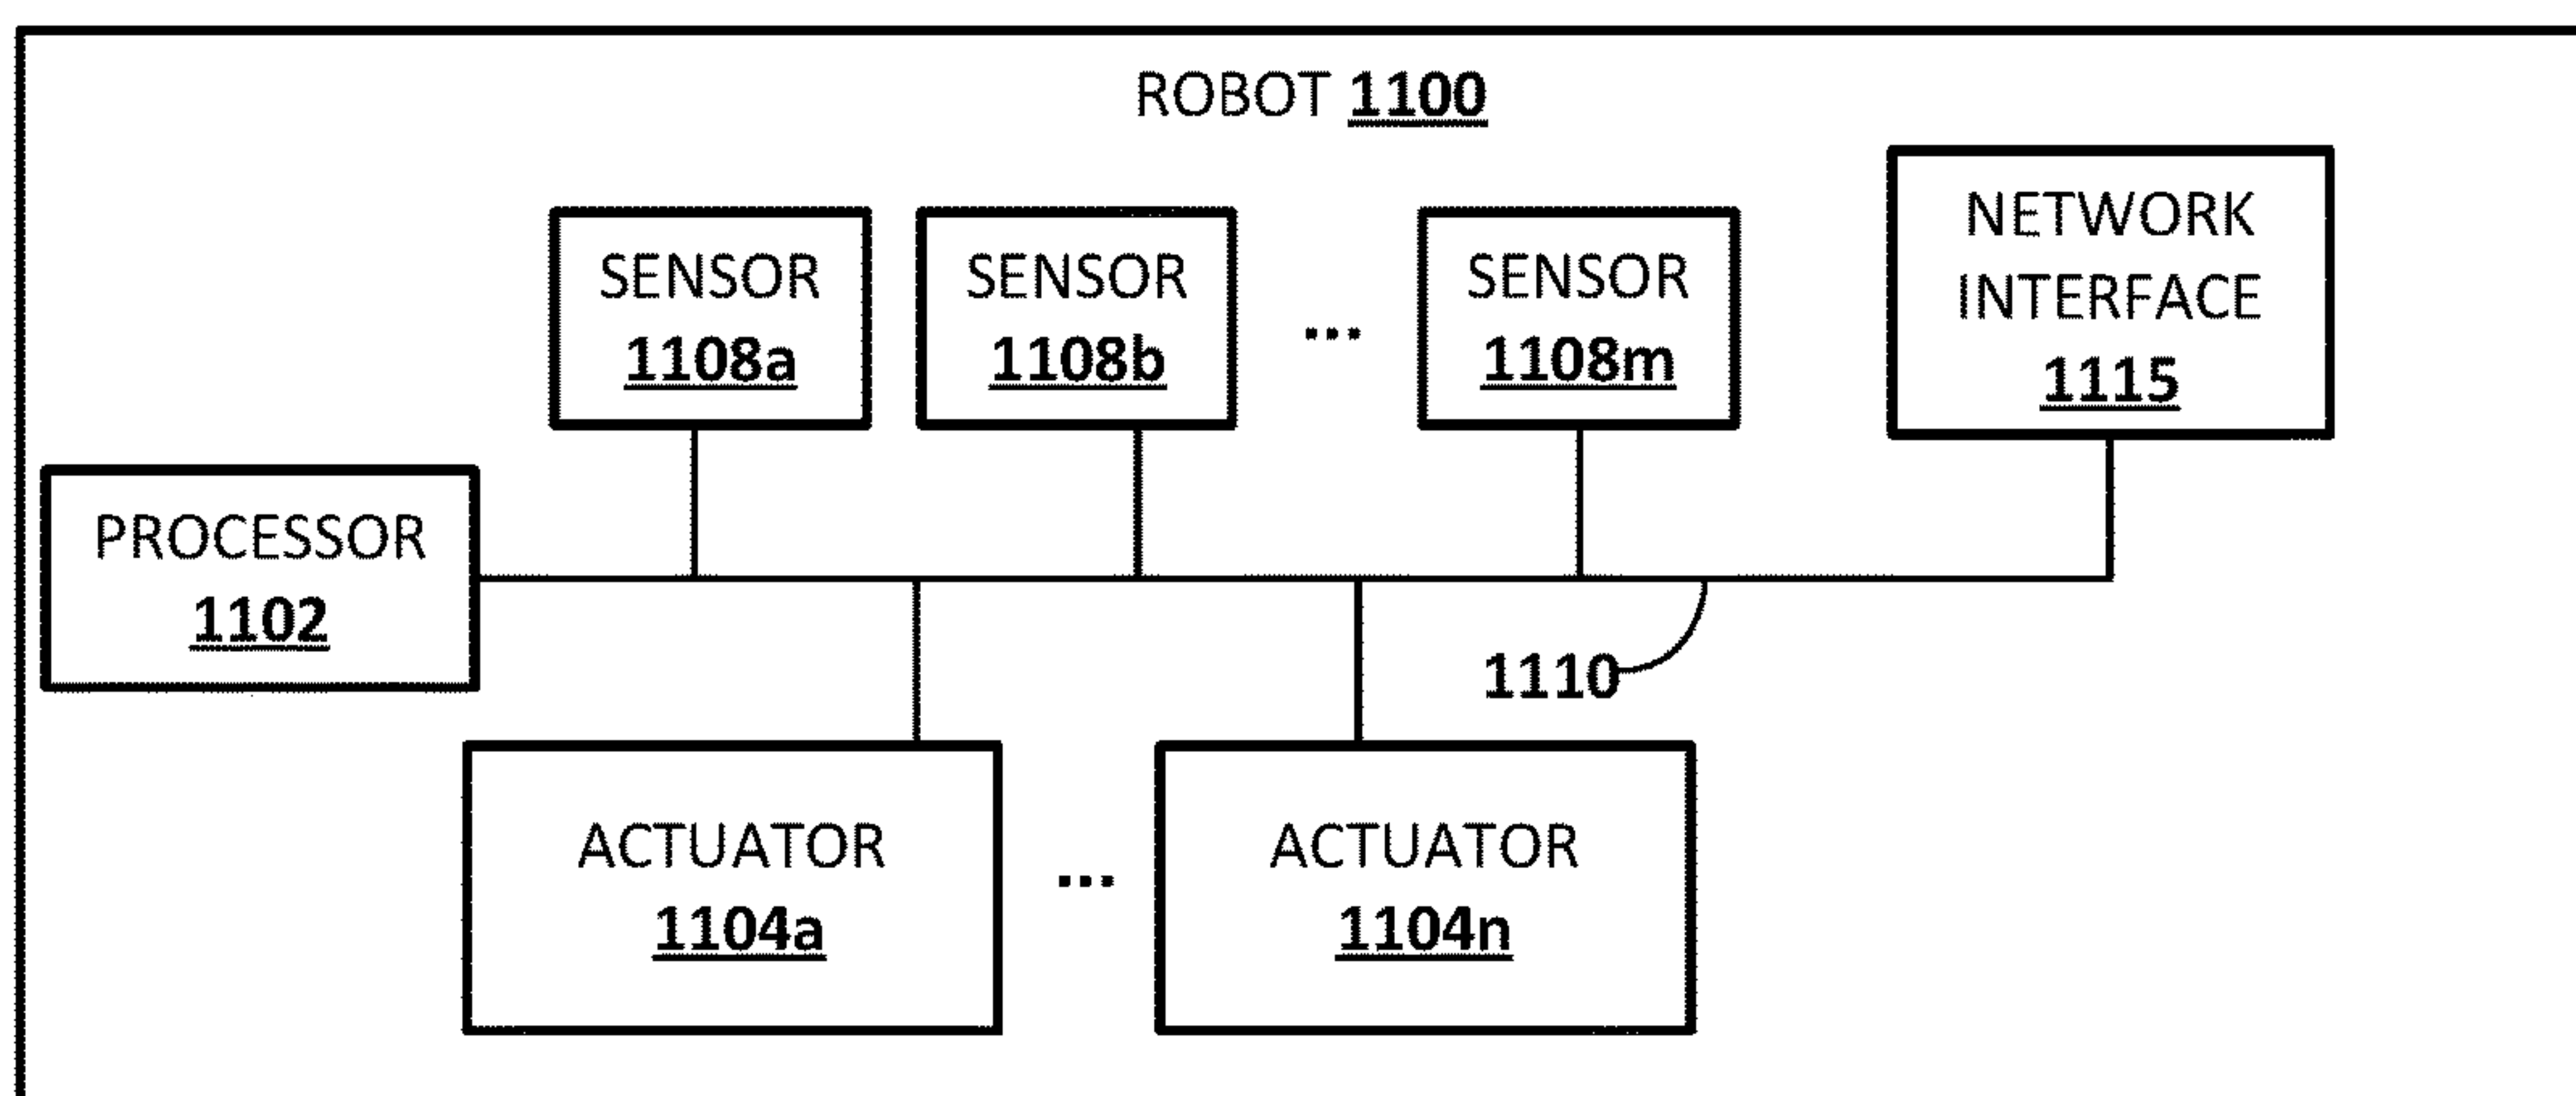 ROBOT 1100
SENSOR
1108a
SENSOR
1108b
...
SENSOR
1108m
NETWORK
INTERFACE
1115
PROCESSOR
1102
1110
ACTUATOR
1104a
...
ACTUATOR
1104n